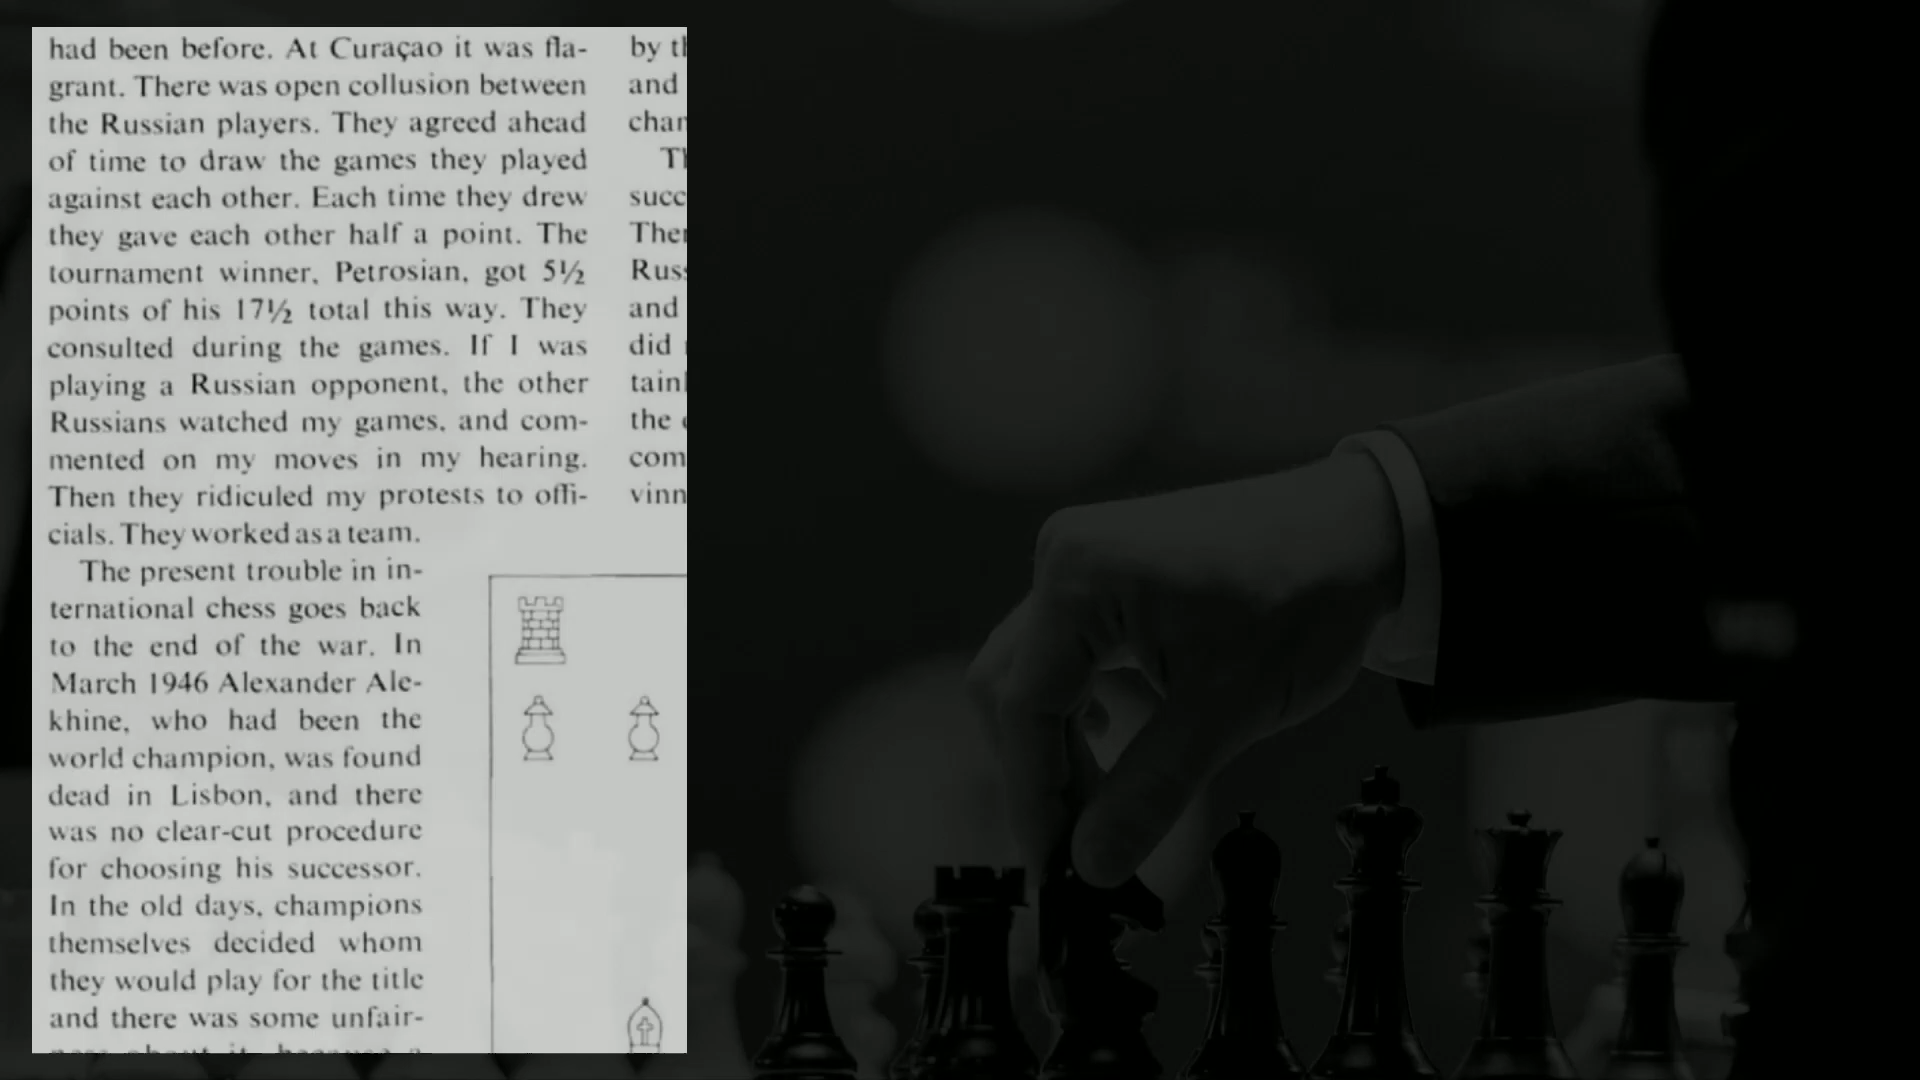 had been before. At Curaçao it was fla-
grant. There was open collusion between
the Russian players. They agreed ahead
of time to draw the games they played
against each other. Each time they drew
they gave each other half a point. The
tournament winner, Petrosian, got 5½
points of his 17½ total this way. They
consulted during the games. If I was
playing a Russian opponent, the other
Russians watched my games, and com-
mented on my moves in my hearing.
Then they ridiculed my protests to offi-
cials. They worked as a team.
The present trouble in in-
ternational chess goes back
to the end of the war. In
March 1946 Alexander Ale-
khine, who had been the
world champion, was found
dead in Lisbon, and there
was no clear-cut procedure
for choosing his successor.
In the old days, champions
themselves decided whom
they would play for the title
and there was some unfair-
by
and
and
did
the